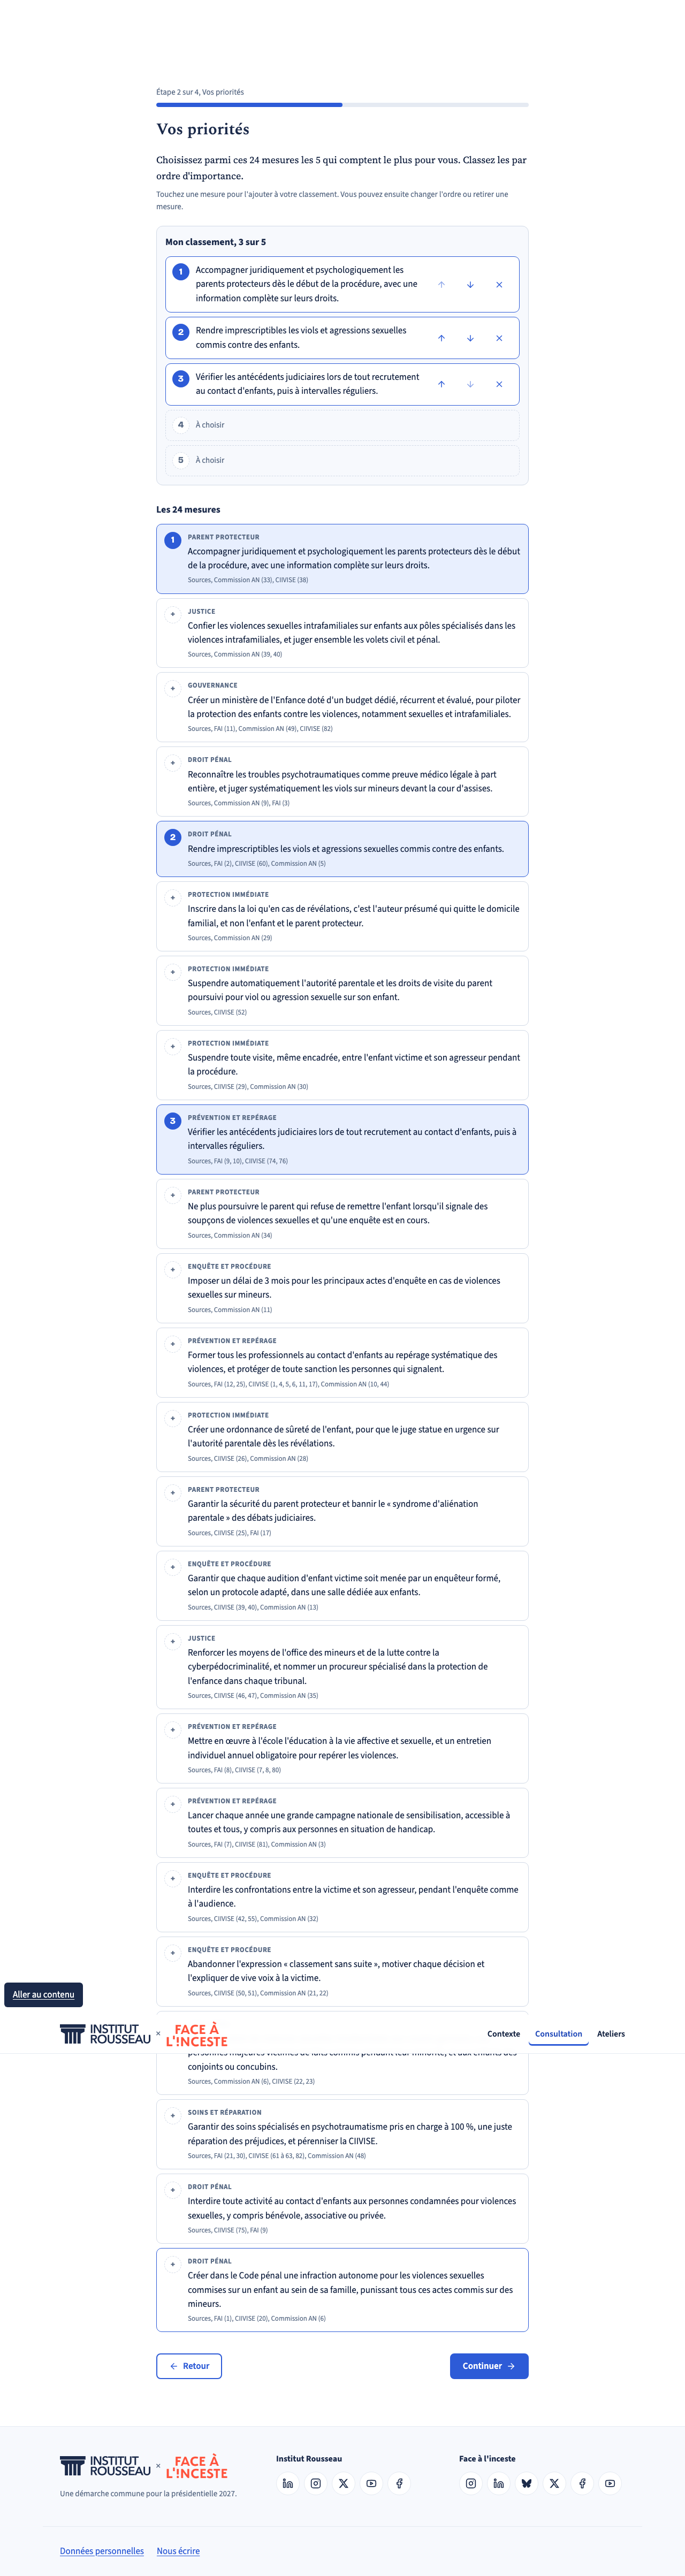 Étape 2 sur 4, Vos priorités
Vos priorités
Choisissez parmi ces 24 mesures les 5 qui comptent le plus pour vous. Classez les par
ordre d'importance.
Touchez une mesure pour l'ajouter à votre classement. Vous pouvez ensuite changer l'ordre ou retirer une
mesure.
Mon classement, 3 sur 5
1
Accompagner juridiquement et psychologiquement les
parents protecteurs dès le début de la procédure, avec une
information complète sur leurs droits.
2
Rendre imprescriptibles les viols et agressions sexuelles
commis contre des enfants.
3
Vérifier les antécédents judiciaires lors de tout recrutement
au contact d'enfants, puis à intervalles réguliers.
4
À choisir
5
À choisir
Les 24 mesures
1
PARENT PROTECTEUR
Accompagner juridiquement et psychologiquement les parents protecteurs dès le début
de la procédure, avec une information complète sur leurs droits.
Sources, Commission AN (33), CIIVISE (38)
JUSTICE
Confier les violences sexuelles intrafamiliales sur enfants aux pôles spécialisés dans les
violences intrafamiliales, et juger ensemble les volets civil et pénal.
Sources, Commission AN (39, 40)
GOUVERNANCE
Créer un ministère de l'Enfance doté d'un budget dédié, récurrent et évalué, pour piloter
la protection des enfants contre les violences, notamment sexuelles et intrafamiliales.
Sources, FAI (11), Commission AN (49), CIIVISE (82)
DROIT PÉNAL
Reconnaître les troubles psychotraumatiques comme preuve médico légale à part
entière, et juger systématiquement les viols sur mineurs devant la cour d'assises.
Sources, Commission AN (9), FAI (3)
2
DROIT PÉNAL
Rendre imprescriptibles les viols et agressions sexuelles commis contre des enfants.
Sources, FAI (2), CIIVISE (60), Commission AN (5)
PROTECTION IMMÉDIATE
Inscrire dans la loi qu'en cas de révélations, c'est l'auteur présumé qui quitte le domicile
familial, et non l'enfant et le parent protecteur.
Sources, Commission AN (29)
PROTECTION IMMÉDIATE
Suspendre automatiquement l'autorité parentale et les droits de visite du parent
poursuivi pour viol ou agression sexuelle sur son enfant.
Sources, CIIVISE (52)
PROTECTION IMMÉDIATE
Suspendre toute visite, même encadrée, entre l'enfant victime et son agresseur pendant
la procédure.
Sources, CIIVISE (29), Commission AN (30)
3
PRÉVENTION ET REPÉRAGE
Vérifier les antécédents judiciaires lors de tout recrutement au contact d'enfants, puis à
intervalles réguliers.
Sources, FAI (9, 10), CIIVISE (74, 76)
PARENT PROTECTEUR
Ne plus poursuivre le parent qui refuse de remettre l'enfant lorsqu'il signale des
soupçons de violences sexuelles et qu'une enquête est en cours.
Sources, Commission AN (34)
ENQUÊTE ET PROCÉDURE
Imposer un délai de 3 mois pour les principaux actes d'enquête en cas de violences
sexuelles sur mineurs.
Sources, Commission AN (11)
PRÉVENTION ET REPÉRAGE
Former tous les professionnels au contact d'enfants au repérage systématique des
violences, et protéger de toute sanction les personnes qui signalent.
Sources, FAI (12, 25), CIIVISE (1, 4, 5, 6, 11, 17), Commission AN (10, 44)
PROTECTION IMMÉDIATE
Créer une ordonnance de sûreté de l'enfant, pour que le juge statue en urgence sur
l'autorité parentale dès les révélations.
Sources, CIIVISE (26), Commission AN (28)
PARENT PROTECTEUR
Garantir la sécurité du parent protecteur et bannir le « syndrome d'aliénation
parentale » des débats judiciaires.
Sources, CIIVISE (25), FAI (17)
ENQUÊTE ET PROCÉDURE
Garantir que chaque audition d'enfant victime soit menée par un enquêteur formé,
selon un protocole adapté, dans une salle dédiée aux enfants.
Sources, CIIVISE (39, 40), Commission AN (13)
JUSTICE
Renforcer les moyens de l'office des mineurs et de la lutte contre la
cyberpédocriminalité, et nommer un procureur spécialisé dans la protection de
l'enfance dans chaque tribunal.
Sources, CIIVISE (46, 47), Commission AN (35)
PRÉVENTION ET REPÉRAGE
Mettre en œuvre à l'école l'éducation à la vie affective et sexuelle, et un entretien
individuel annuel obligatoire pour repérer les violences.
Sources, FAI (8), CIIVISE (7, 8, 80)
PRÉVENTION ET REPÉRAGE
Lancer chaque année une grande campagne nationale de sensibilisation, accessible à
toutes et tous, y compris aux personnes en situation de handicap.
Sources, FAI (7), CIIVISE (81), Commission AN (3)
ENQUÊTE ET PROCÉDURE
Interdire les confrontations entre la victime et son agresseur, pendant l'enquête comme
à l'audience.
Sources, CIIVISE (42, 55), Commission AN (32)
ENQUÊTE ET PROCÉDURE
Abandonner l'expression « classement sans suite », motiver chaque décision et
l'expliquer de vive voix à la victime.
Sources, CIIVISE (50, 51), Commission AN (21, 22)
Aller au contenu
INSTITUT ROUSSEAU × FACE À L'INCESTE
Contexte Consultation Ateliers
conjoints ou concubins.
Sources, Commission AN (6), CIIVISE (22, 23)
SOINS ET RÉPARATION
Garantir des soins spécialisés en psychotraumatisme pris en charge à 100 %, une juste
réparation des préjudices, et pérenniser la CIIVISE.
Sources, FAI (21, 30), CIIVISE (61 à 63, 82), Commission AN (48)
DROIT PÉNAL
Interdire toute activité au contact d'enfants aux personnes condamnées pour violences
sexuelles, y compris bénévole, associative ou privée.
Sources, CIIVISE (75), FAI (9)
DROIT PÉNAL
Créer dans le Code pénal une infraction autonome pour les violences sexuelles
commises sur un enfant au sein de sa famille, punissant tous ces actes commis sur des
mineurs.
Sources, FAI (1), CIIVISE (20), Commission AN (6)
Retour
Continuer
INSTITUT ROUSSEAU × FACE À L'INCESTE
Une démarche commune pour la présidentielle 2027.
Institut Rousseau
Face à l'inceste
Données personnelles Nous écrire